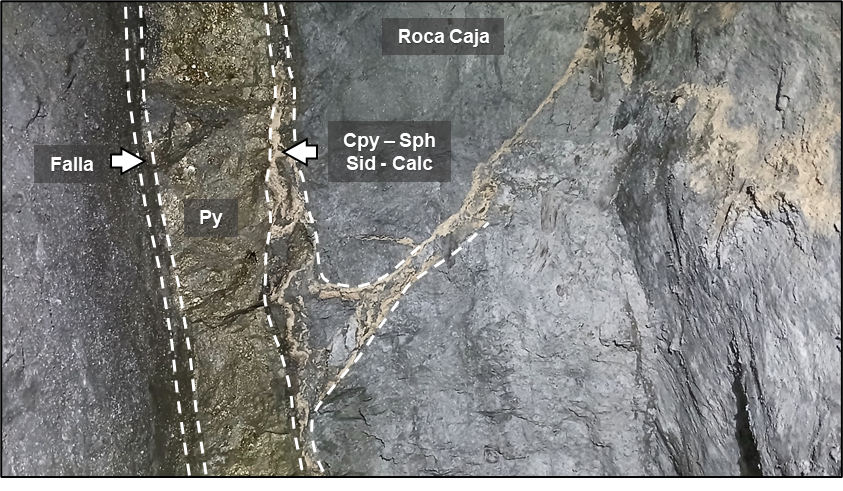 Roca Caja
Cpy – Sph
Sid - Calc
Falla
Py